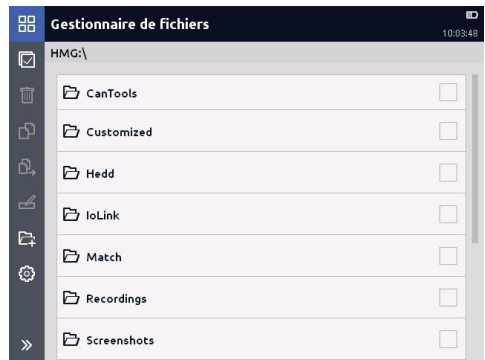 Gestionnaire de fichiers
10:03:48
HMG:\
CanTools
Customized
Hedd
IoLink
Match
Recordings
Screenshots